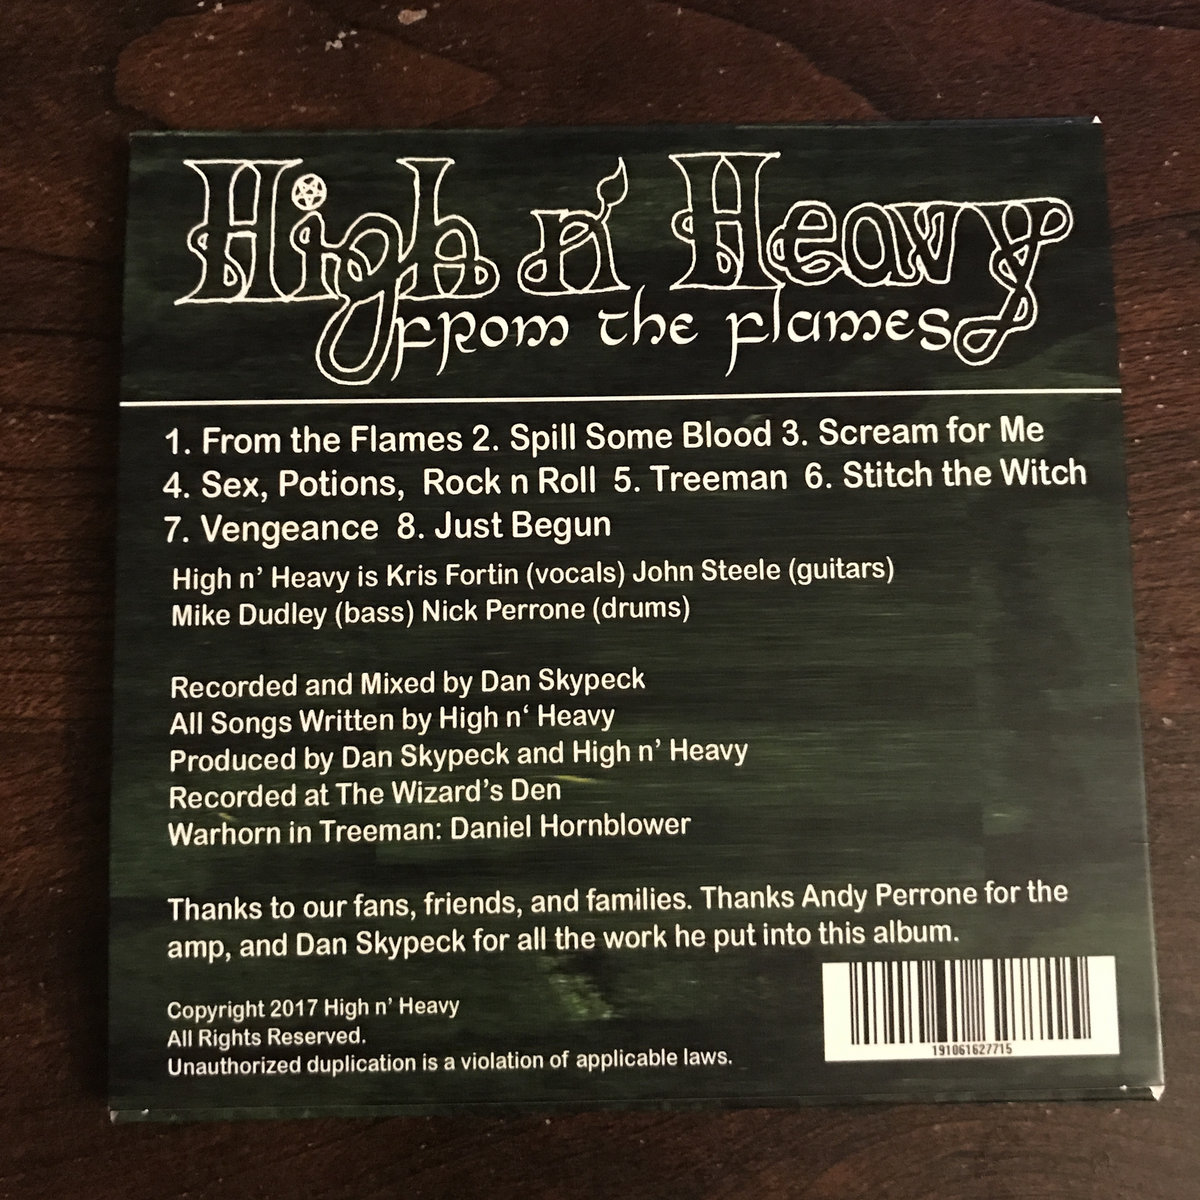 High n' Heavy
from the flames
1. From the Flames 2. Spill Some Blood 3. Scream for Me
4. Sex, Potions, Rock n Roll 5. Treeman 6. Stitch the Witch
7. Vengeance 8. Just Begun
High n' Heavy is Kris Fortin (vocals) John Steele (guitars)
Mike Dudley (bass) Nick Perrone (drums)
Recorded and Mixed by Dan Skypeck
All Songs Written by High n‘ Heavy
Produced by Dan Skypeck and High n’ Heavy
Recorded at The Wizard’s Den
Warhorn in Treeman: Daniel Hornblower
Thanks to our fans, friends, and families. Thanks Andy Perrone for the
amp, and Dan Skypeck for all the work he put into this album.
Copyright 2017 High n’ Heavy
All Rights Reserved.
Unauthorized duplication is a violation of applicable laws.
191061627715